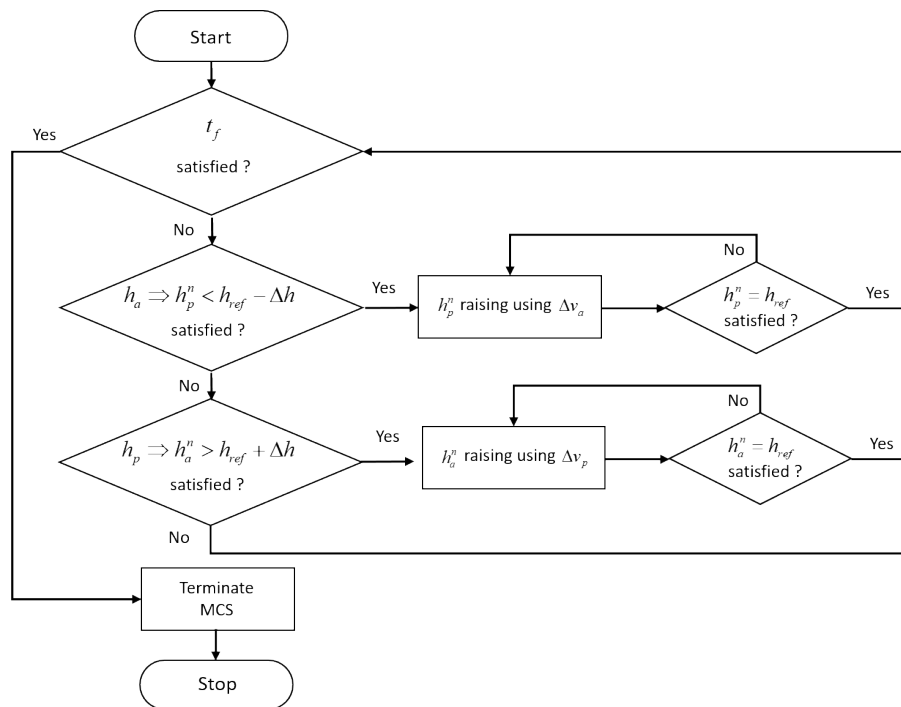 Start
Yes
t_f
satisfied ?
No
h_a ⇒ h_p^n < h_ref − Δh
satisfied ?
Yes
h_p^n raising using Δv_a
No
h_p^n = h_ref
satisfied ?
Yes
No
h_p ⇒ h_a^n > h_ref + Δh
satisfied ?
Yes
h_a^n raising using Δv_p
No
h_a^n = h_ref
satisfied ?
Yes
No
Terminate
MCS
Stop